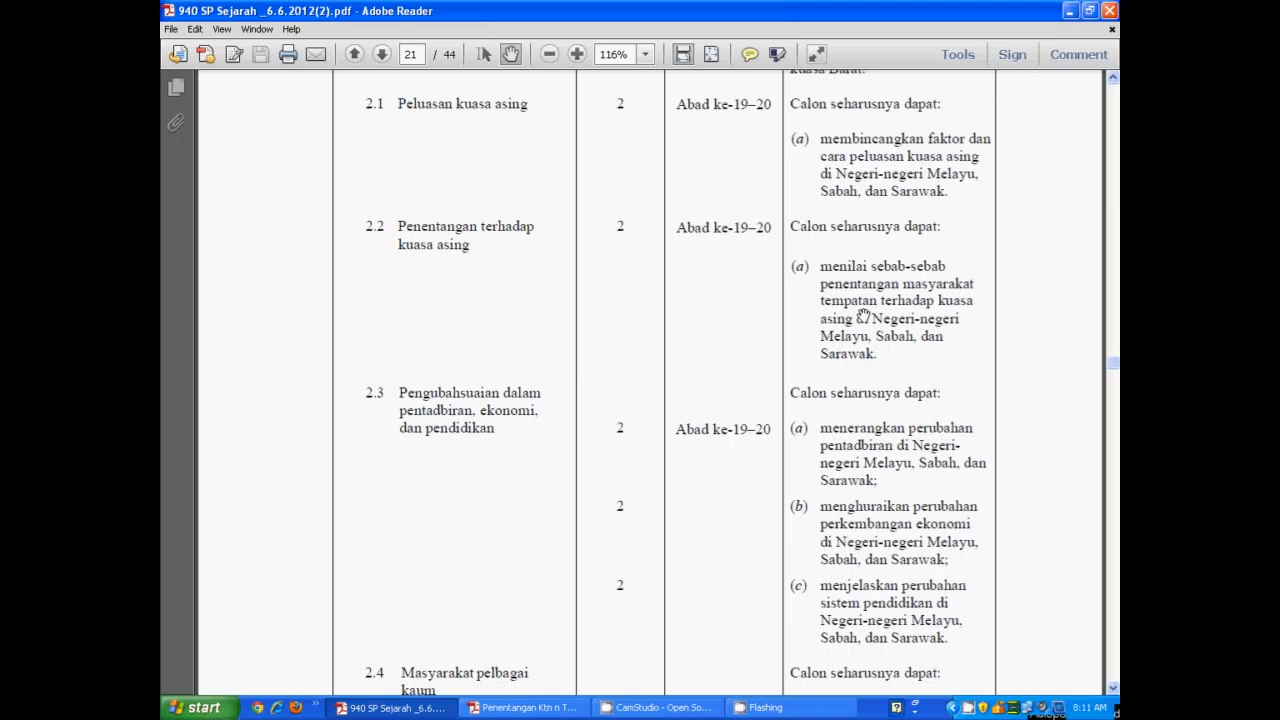 940 SP Sejarah _6.6.2012(2).pdf - Adobe Reader
File Edit View Window Help
21 / 44 116% Tools Sign Comment
kuasa Barat.
2.1 Peluasan kuasa asing 2 Abad ke-19–20 Calon seharusnya dapat:
(a) membincangkan faktor dan
cara peluasan kuasa asing
di Negeri-negeri Melayu,
Sabah, dan Sarawak.
2.2 Penentangan terhadap 2 Abad ke-19–20 Calon seharusnya dapat:
kuasa asing
(a) menilai sebab-sebab
penentangan masyarakat
tempatan terhadap kuasa
asing Negeri-negeri
Melayu, Sabah, dan
Sarawak.
2.3 Pengubahsuaian dalam Calon seharusnya dapat:
pentadbiran, ekonomi,
dan pendidikan 2 Abad ke-19–20 (a) menerangkan perubahan
pentadbiran di Negeri-
negeri Melayu, Sabah, dan
Sarawak;
2 (b) menghuraikan perubahan
perkembangan ekonomi
di Negeri-negeri Melayu,
Sabah, dan Sarawak;
2 (c) menjelaskan perubahan
sistem pendidikan di
Negeri-negeri Melayu,
Sabah, dan Sarawak.
2.4 Masyarakat pelbagai Calon seharusnya dapat:
kaum
start 940 SP Sejarah _6.6.... Penentangan Ktn n T... CamStudio - Open So... Flashing 8:11 AM